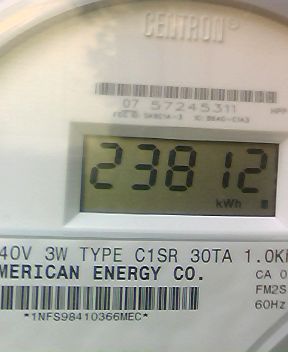 CENTRON®
07 57245311
23812
kWh
40V 3W TYPE C1SR 30TA 1.0K
MERICAN ENERGY CO.
CA 0
FM2S
60Hz
*1NFS98410366MEC*